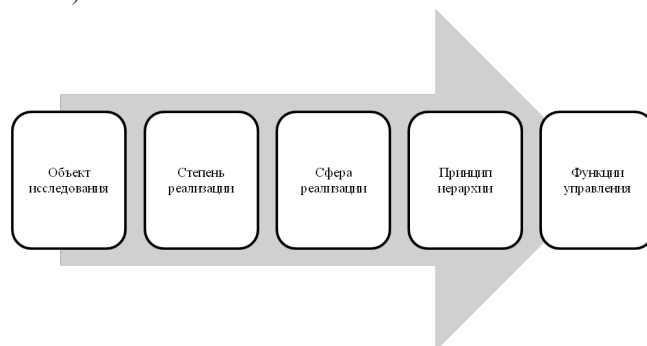 Объект
исследования
Степень
реализации
Сфера
реализации
Принцип
иерархии
Функции
управления